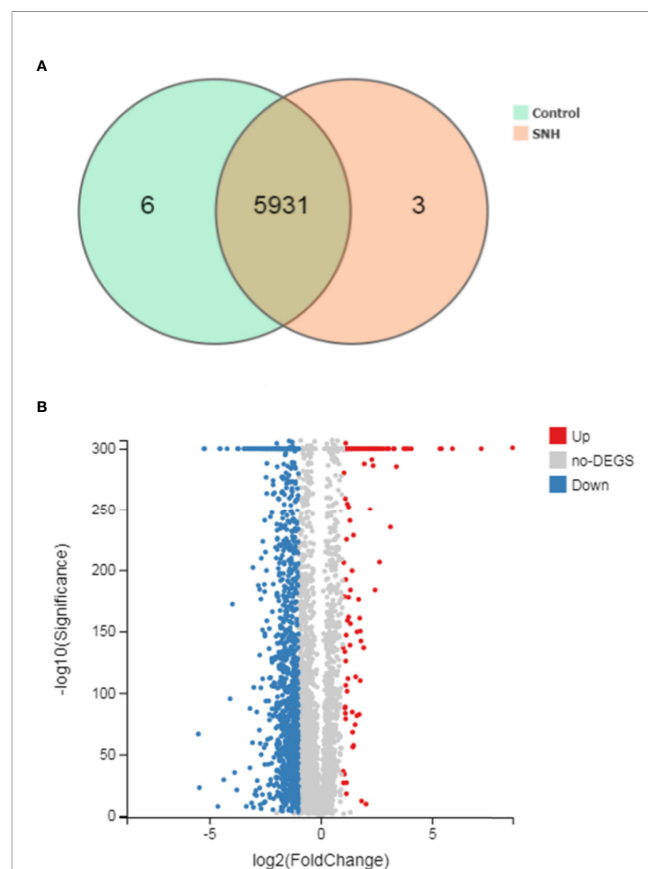 A
Control
SNH
6
5931
3
B
Up
no-DEGS
Down
300
250
200
150
100
50
0
-log10(Significance)
-5
0
5
log2(FoldChange)